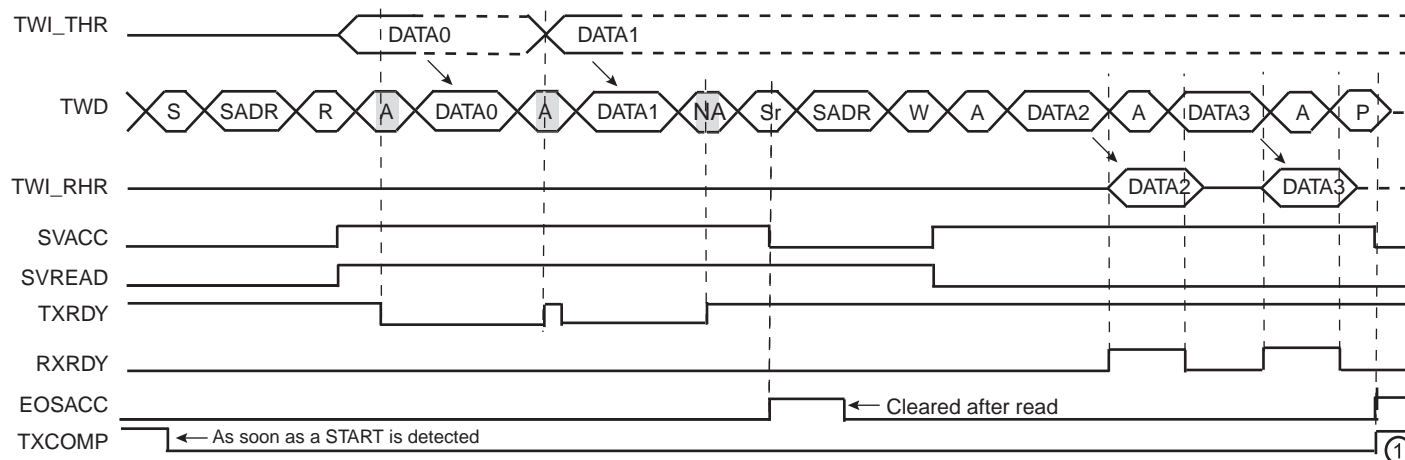 TWI_THR DATA0 DATA1
TWD S SADR R A DATA0 A DATA1 NA Sr SADR W A DATA2 A DATA3 A P
TWI_RHR DATA2 DATA3
SVACC
SVREAD
TXRDY
RXRDY
EOSACC Cleared after read
TXCOMP As soon as a START is detected 1